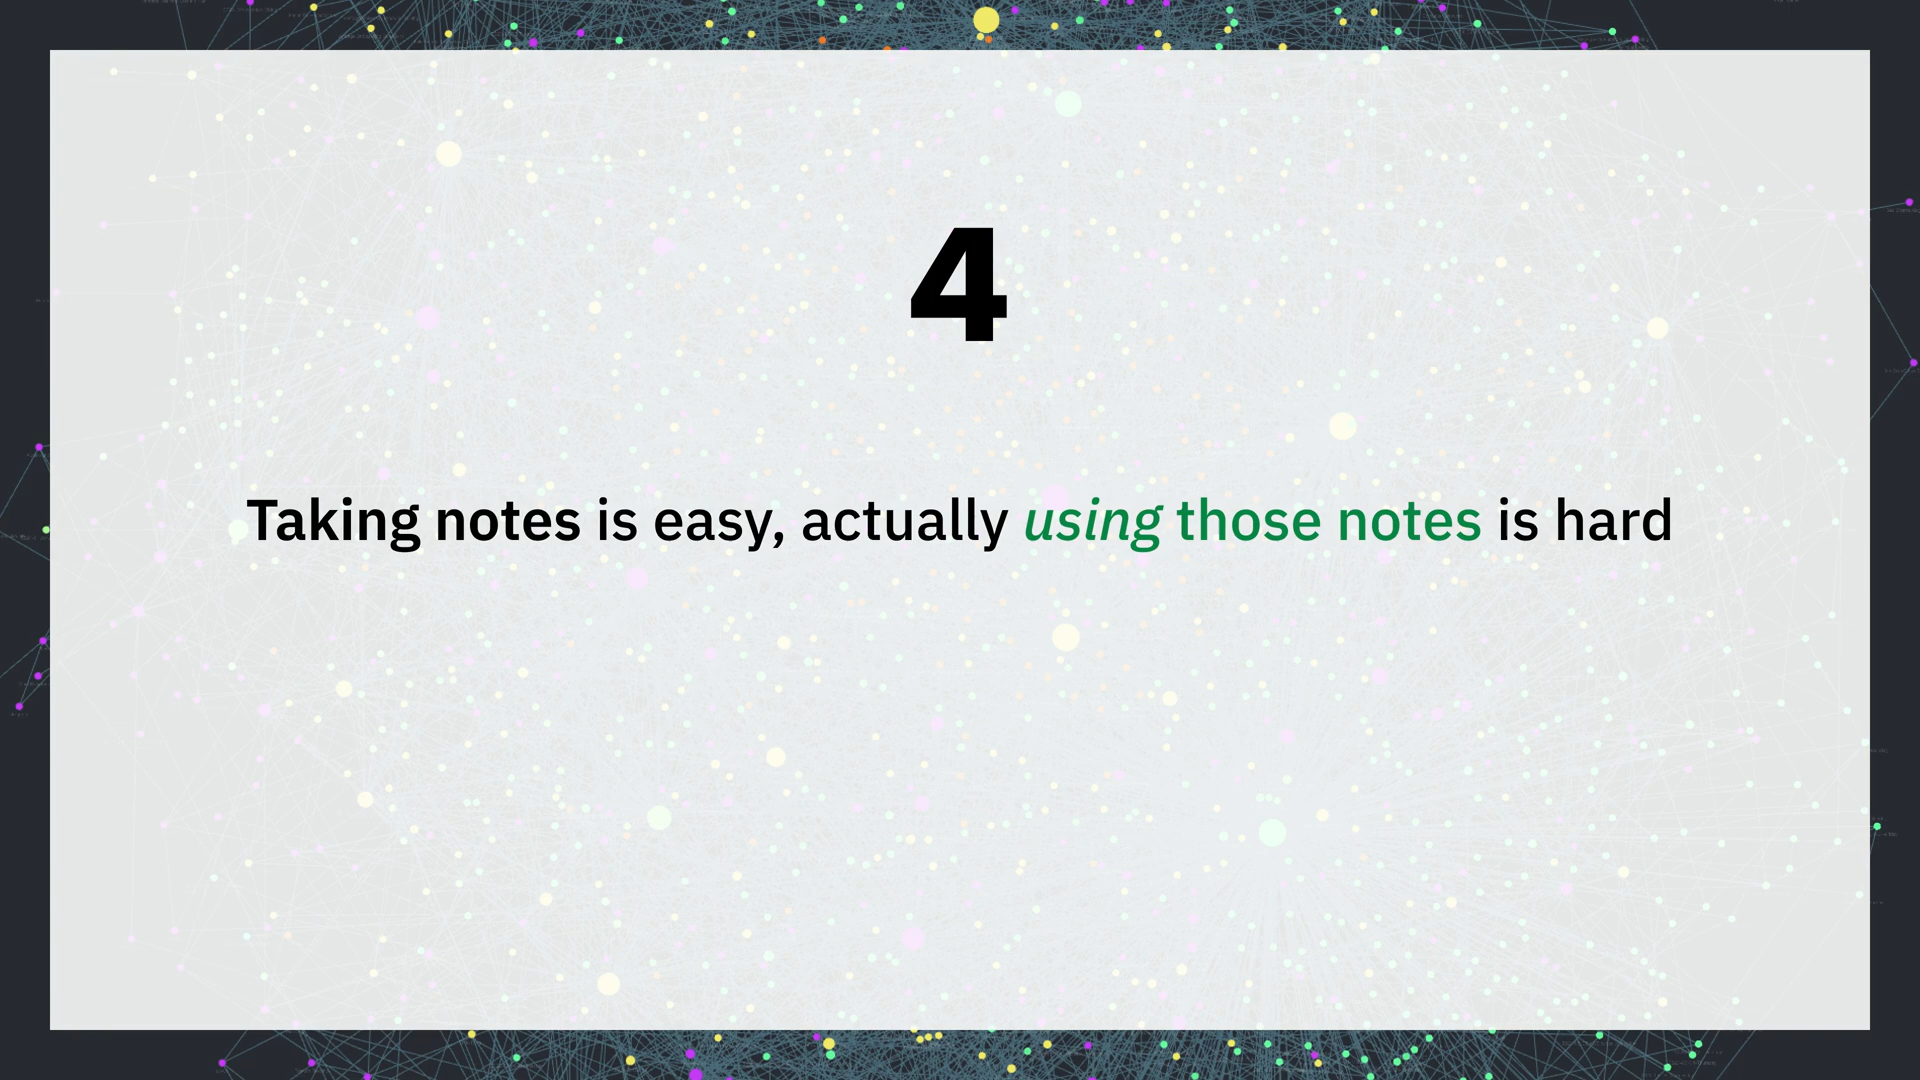 4
Taking notes is easy, actually using those notes is hard